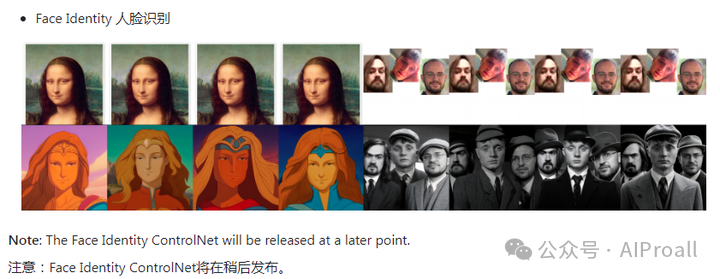 Face Identity 人脸识别
Note: The Face Identity ControlNet will be released at a later point.
公众号 · AIProall
注意：Face Identity ControlNet将在稍后发布。